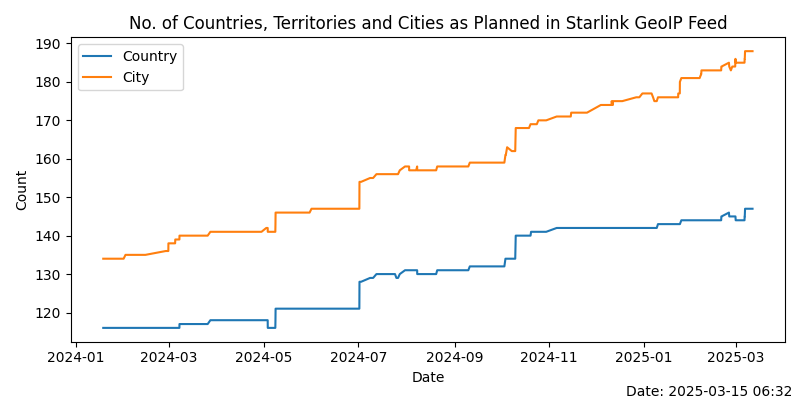 No. of Countries, Territories and Cities as Planned in Starlink GeoIP Feed
Country
City
Count
190
180
170
160
150
140
130
120
2024-01 2024-03 2024-05 2024-07 2024-09 2024-11 2025-01 2025-03
Date
Date: 2025-03-15 06:32